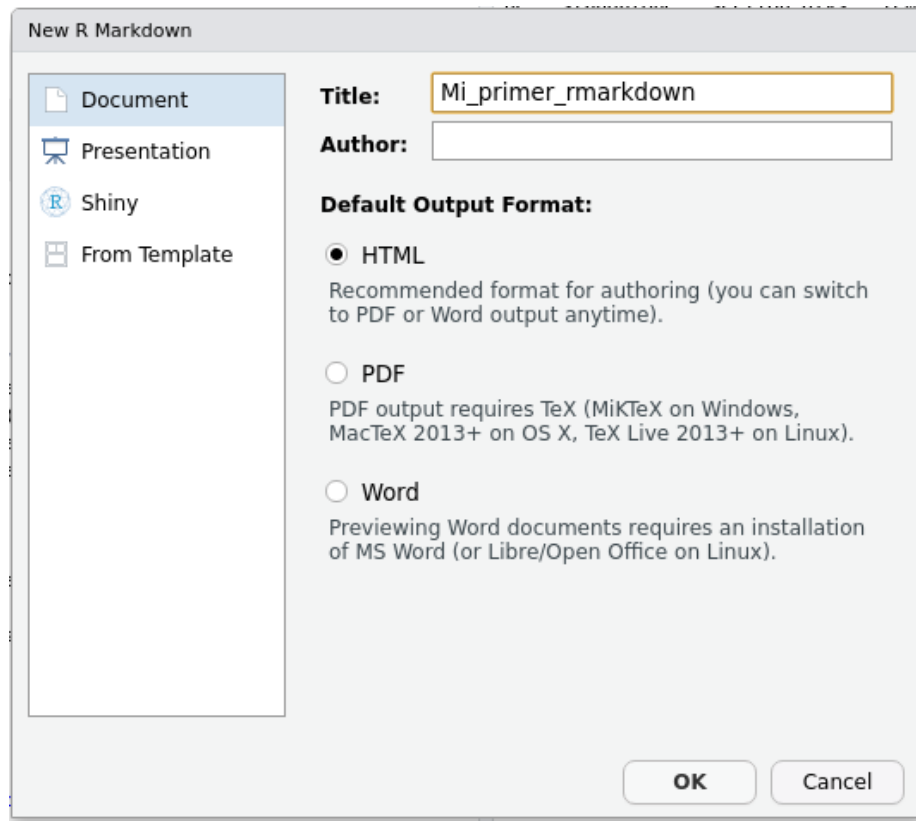 New R Markdown
Document
Presentation
Shiny
From Template
Title: Mi_primer_rmarkdown
Author:
Default Output Format:
HTML
Recommended format for authoring (you can switch
to PDF or Word output anytime).
PDF
PDF output requires TeX (MiKTeX on Windows,
MacTeX 2013+ on OS X, TeX Live 2013+ on Linux).
Word
Previewing Word documents requires an installation
of MS Word (or Libre/Open Office on Linux).
OK
Cancel